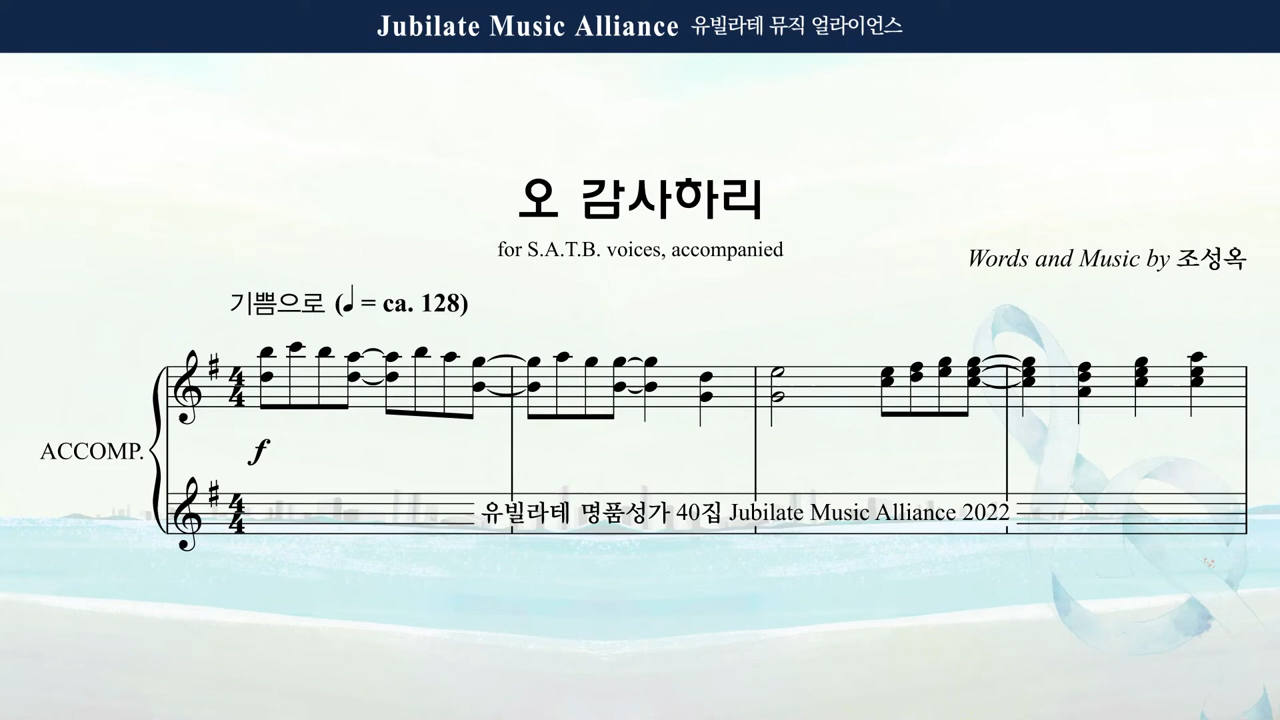 Jubilate Music Alliance 유빌라테 뮤직 얼라이언스
오 감사하리
for S.A.T.B. voices, accompanied
Words and Music by 조성옥
기쁨으로 (♩ = ca. 128)
ACCOMP.
f
유빌라테 명품성가 40집 Jubilate Music Alliance 2022